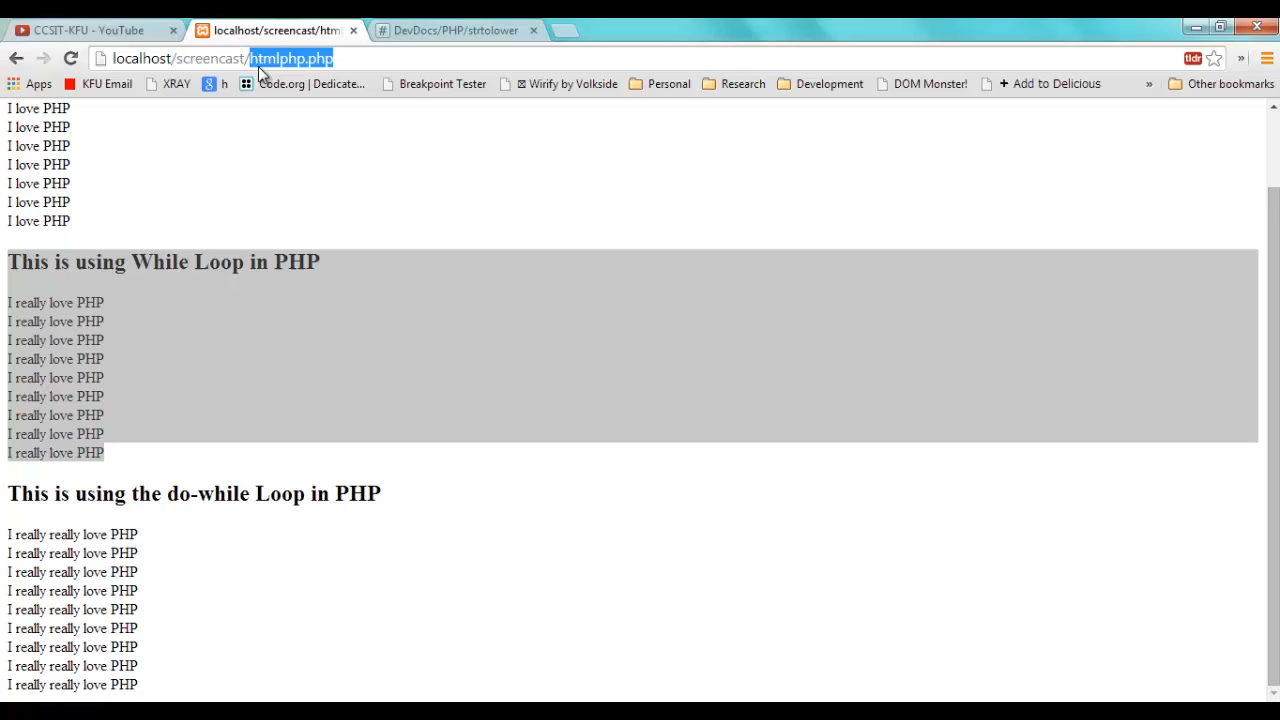 CCSIT-KFU - YouTube
localhost/screencast/html
DevDocs/PHP/strtolower
localhost/screencast/htmlphp.php
tldr
»
Apps
KFU Email
XRAY
g h
Code.org | Dedicate...
Breakpoint Tester
Wirify by Volkside
Personal
Research
Development
DOM Monster!
+ Add to Delicious
»
Other bookmarks
I love PHP
I love PHP
I love PHP
I love PHP
I love PHP
I love PHP
I love PHP
This is using While Loop in PHP
I really love PHP
I really love PHP
I really love PHP
I really love PHP
I really love PHP
I really love PHP
I really love PHP
I really love PHP
I really love PHP
This is using the do-while Loop in PHP
I really really love PHP
I really really love PHP
I really really love PHP
I really really love PHP
I really really love PHP
I really really love PHP
I really really love PHP
I really really love PHP
I really really love PHP